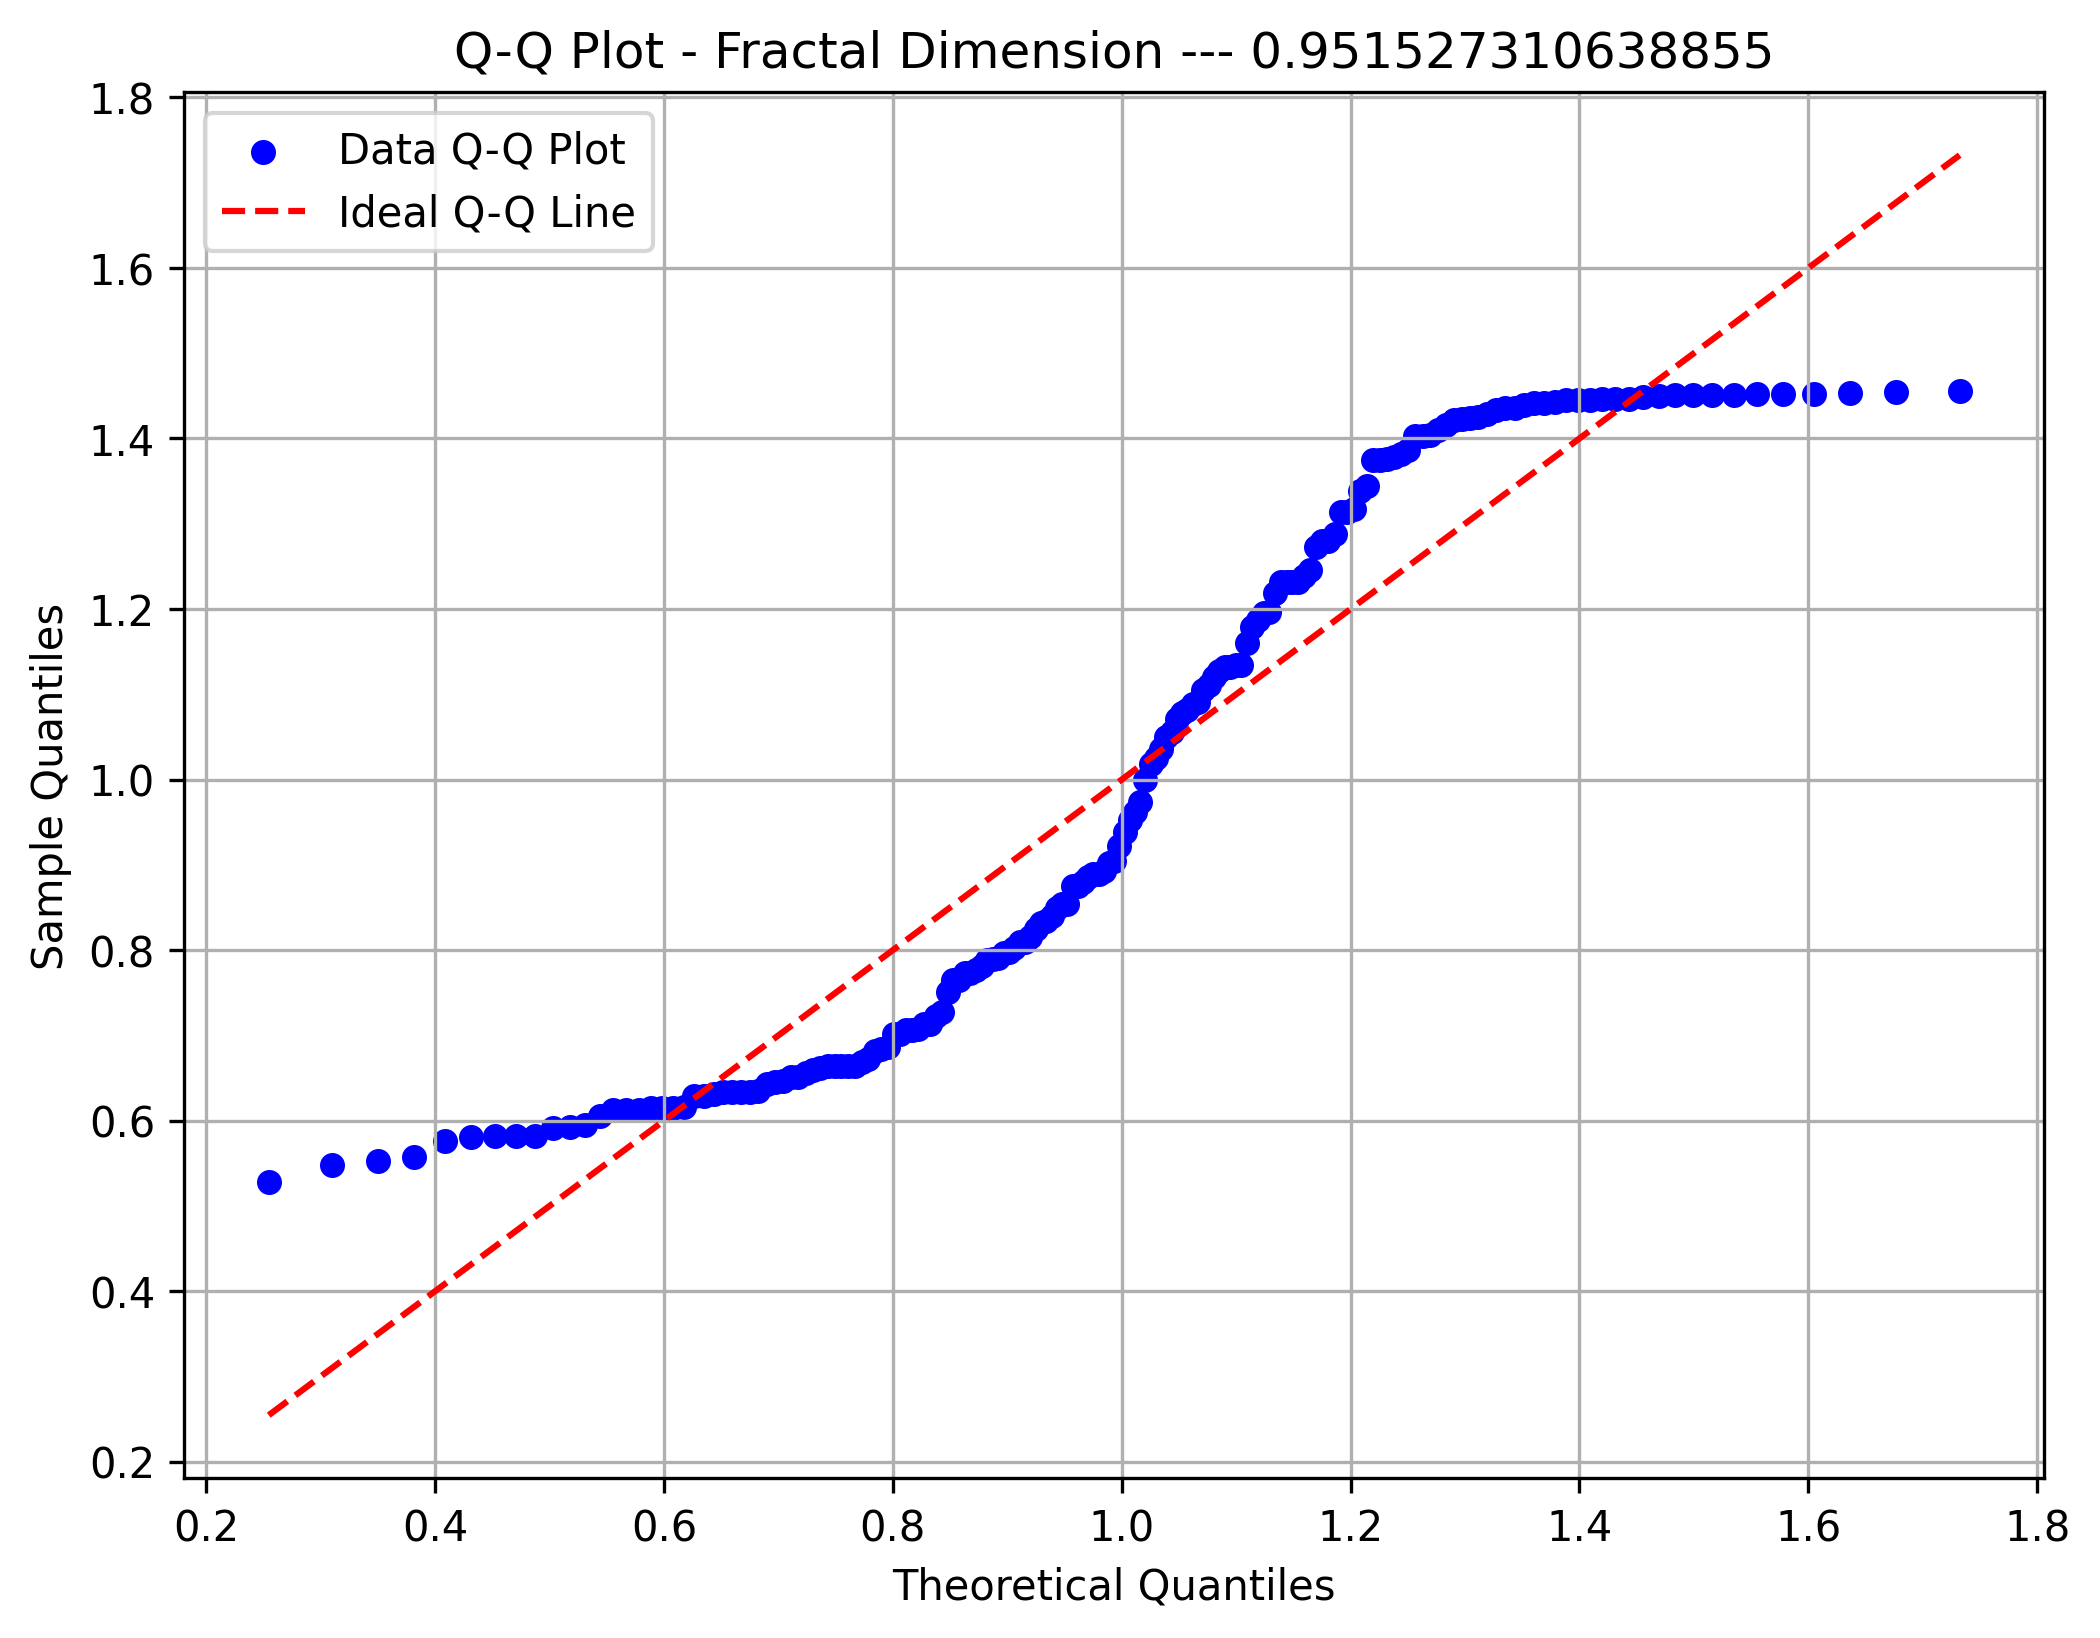 Q-Q Plot - Fractal Dimension --- 0.951527310638855
Data Q-Q Plot
Ideal Q-Q Line
1.8
1.6
1.4
1.2
1.0
0.8
0.6
0.4
0.2
Sample Quantiles
0.2 0.4 0.6 0.8 1.0 1.2 1.4 1.6 1.8
Theoretical Quantiles